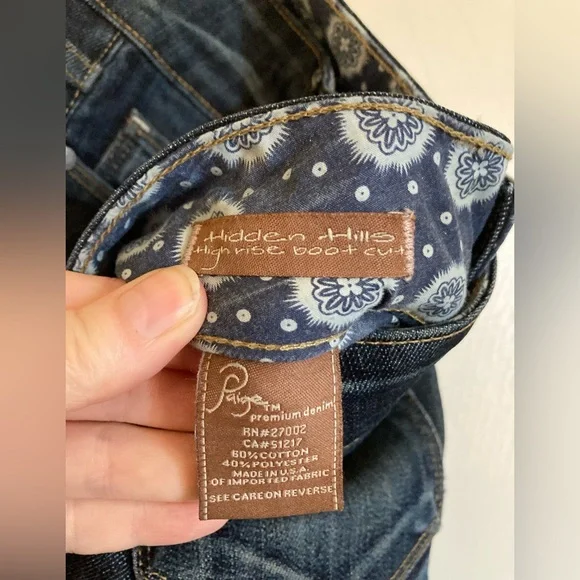 Hidden Hills
High rise boot cut
Paige™
premium denim
RN#27002
CA#51217
60% COTTON
40% POLYESTER
MADE IN U.S.A
OF IMPORTED FABRIC
SEE CARE ON REVERSE